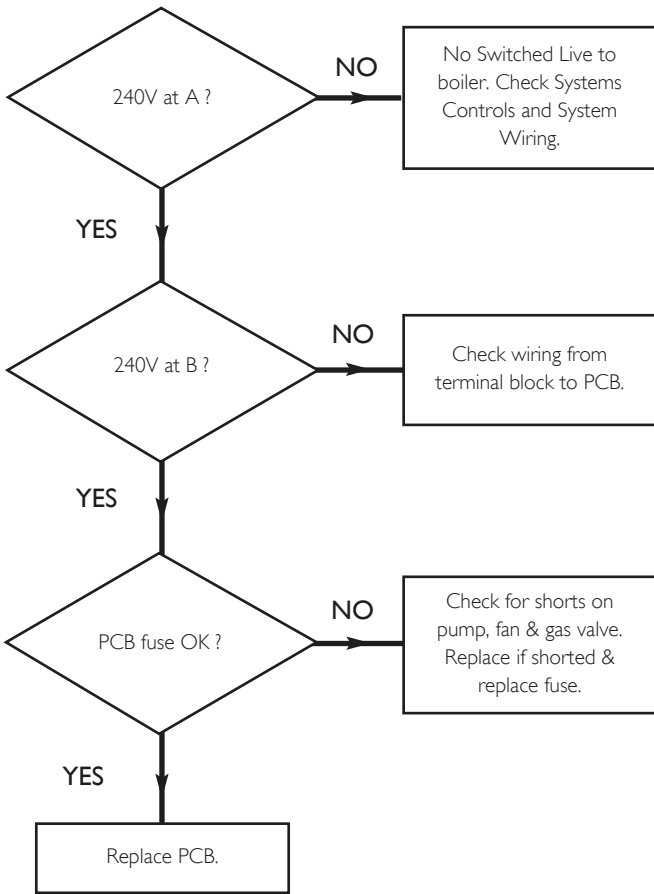 240V at A ?
NO
No Switched Live to
boiler. Check Systems
Controls and System
Wiring.
YES
240V at B ?
NO
Check wiring from
terminal block to PCB.
YES
PCB fuse OK ?
NO
Check for shorts on
pump, fan & gas valve.
Replace if shorted &
replace fuse.
YES
Replace PCB.